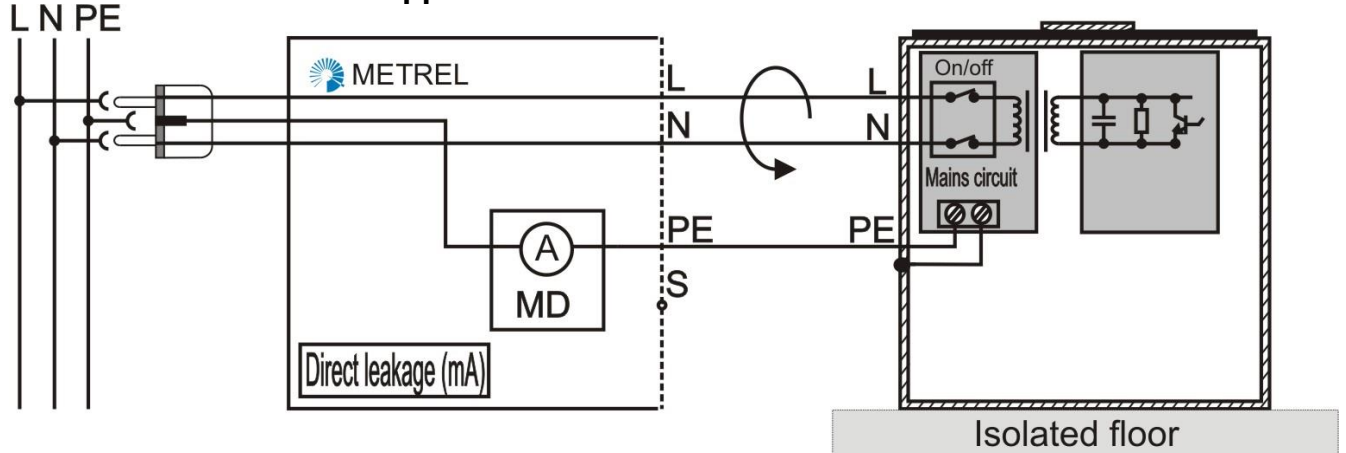 L N PE
METREL
L
N
PE
S
A
MD
Direct leakage (mA)
L
N
PE
On/off
Mains circuit
Isolated floor